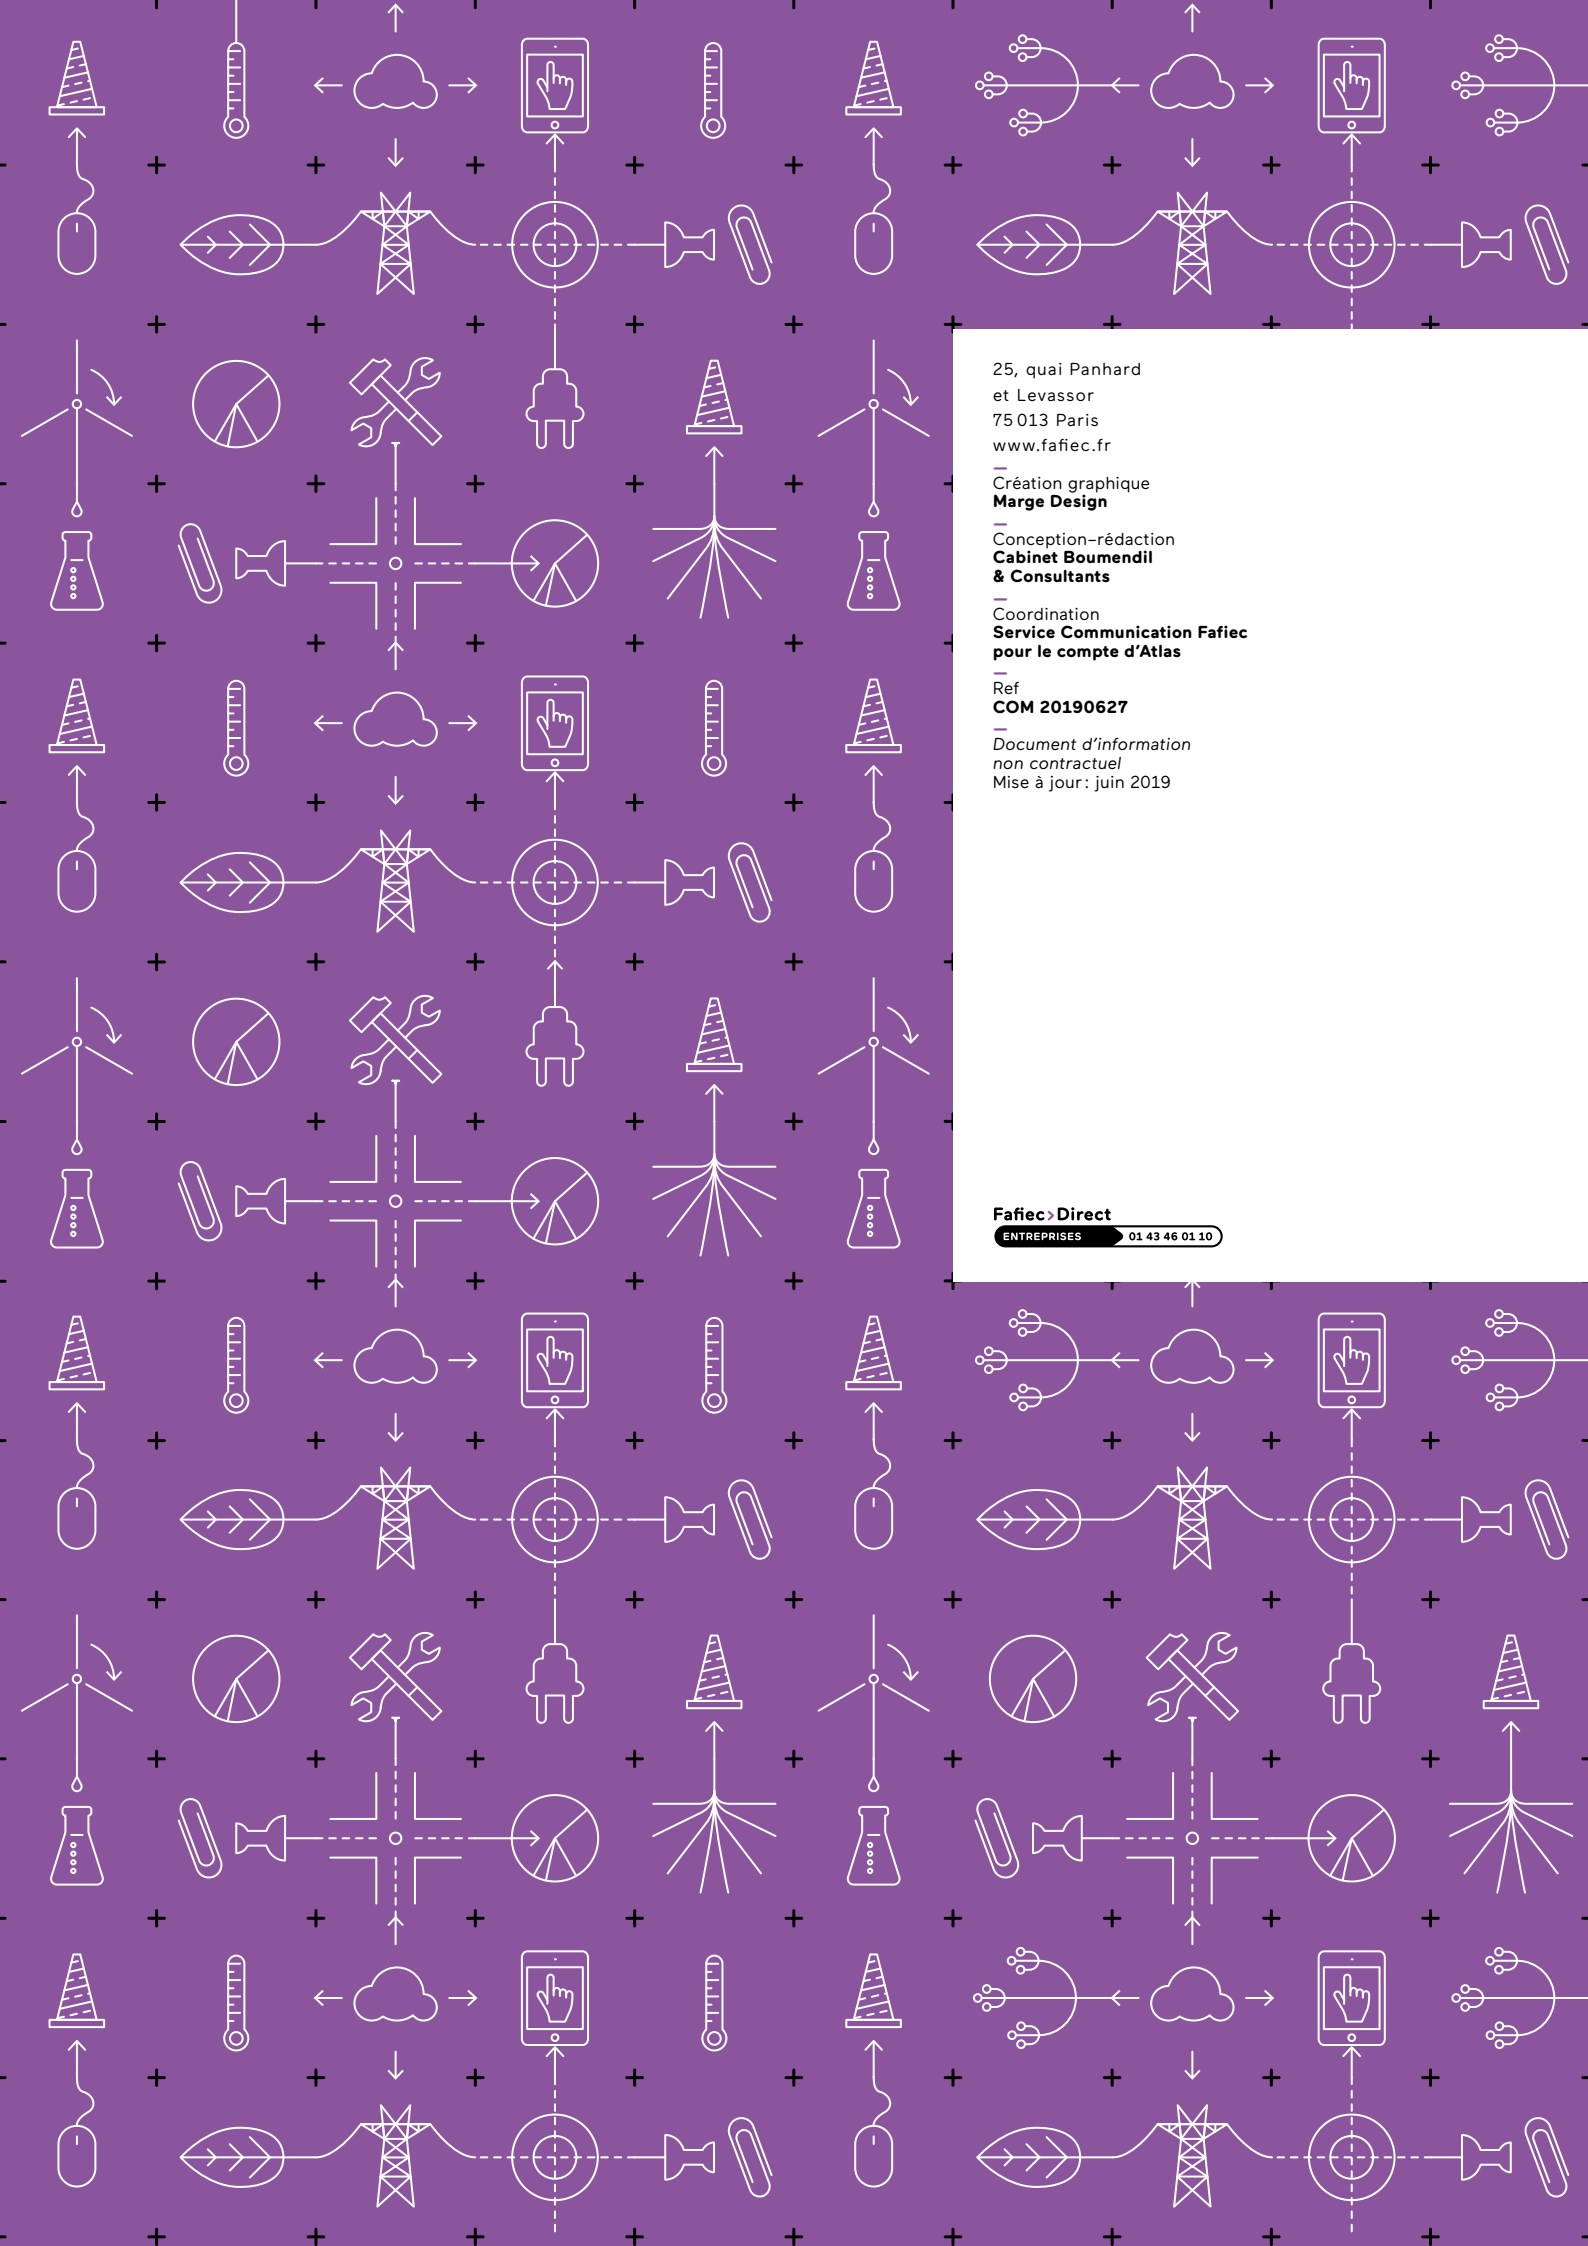 25, quai Panhard
et Levassor
75 013 Paris
www.fafiec.fr
—
Création graphique
Marge Design
—
Conception–rédaction
Cabinet Boumendil
& Consultants
—
Coordination
Service Communication Fafiec
pour le compte d’Atlas
—
Ref
COM 20190627
—
Document d’information
non contractuel
Mise à jour : juin 2019
Fafiec>Direct
ENTREPRISES 01 43 46 01 10